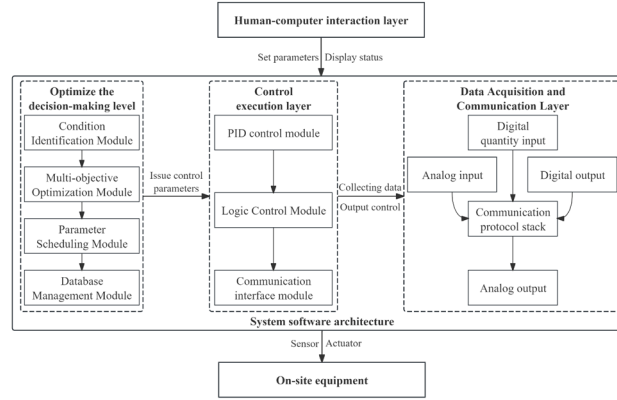 Human-computer interaction layer
Set parameters
Display status
Optimize the
decision-making level
Condition
Identification Module
Multi-objective
Optimization Module
Parameter
Scheduling Module
Database
Management Module
Issue control
parameters
Control
execution layer
PID control module
Logic Control Module
Communication
interface module
Collecting data
Output control
Data Acquisition and
Communication Layer
Digital
quantity input
Analog input
Digital output
Communication
protocol stack
Analog output
System software architecture
Sensor
Actuator
On-site equipment